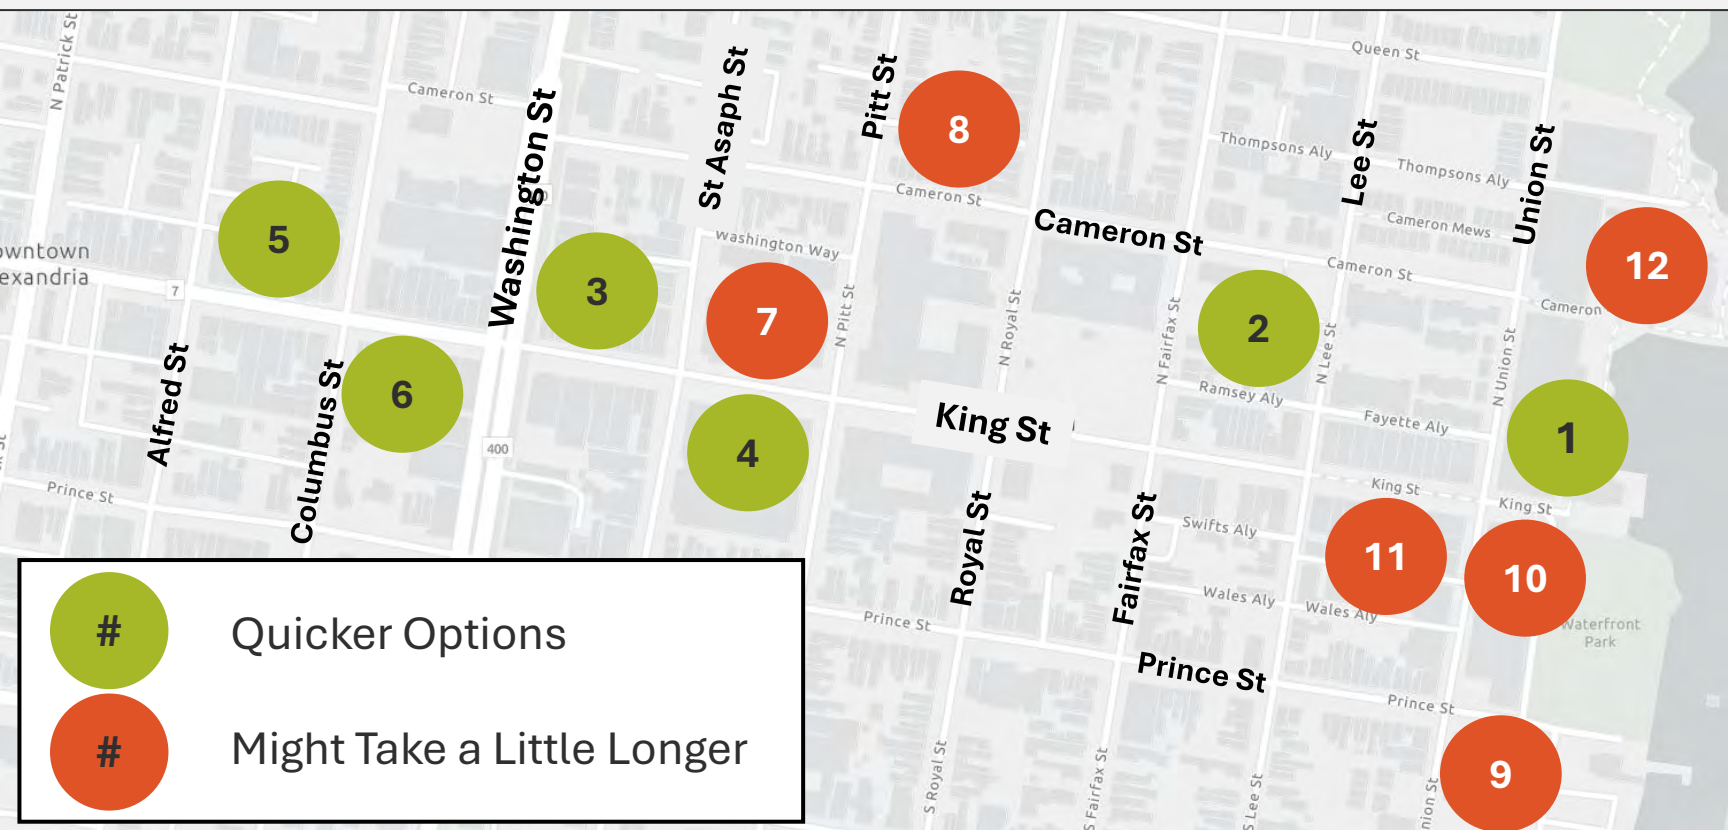 Queen St
N Patrick St
Cameron St
Washington St
St Asaph St
Pitt St
8
Thompsons Aly
Lee St
Thompsons Aly
Union St
Cameron St
Cameron St
Cameron Mews
Cameron St
5
owntown
exandria
7
3
Washington Way
7
N Pitt St
N Royal St
N Fairfax St
2
N Lee St
12
Cameron
N Union St
Alfred St
Columbus St
6
400
4
King St
Ramsey Aly
Fayette Aly
1
King St
King St
Prince St
Royal St
Fairfax St
Swifts Aly
11
10
Wales Aly
Wales Aly
Waterfront
Park
Prince St
Prince St
Prince St
9
S Royal St
S Fairfax St
S Lee St
nion St
# Quicker Options
# Might Take a Little Longer